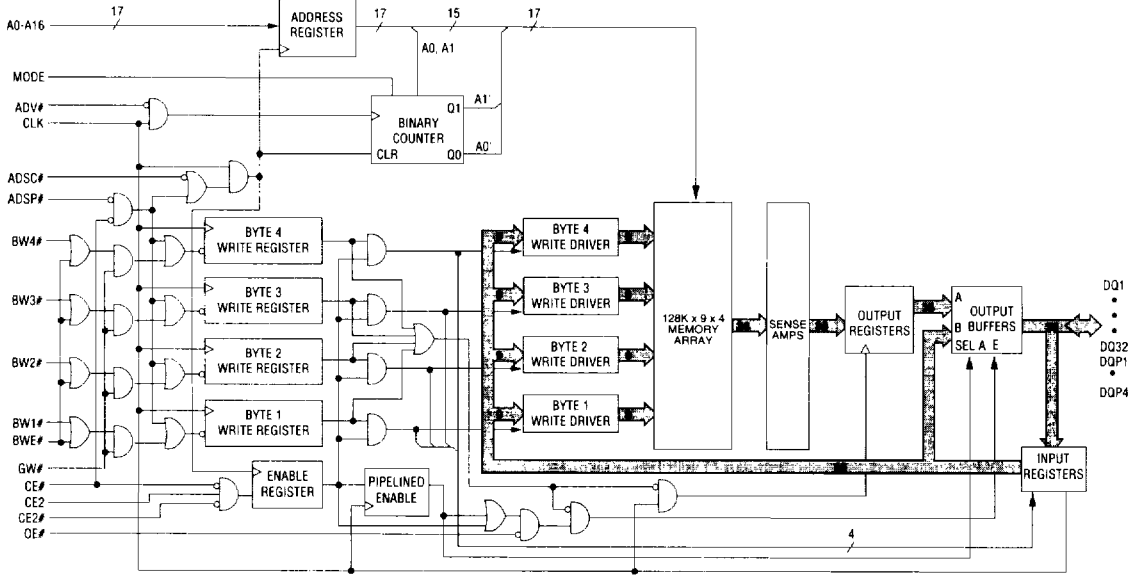 A0-A16
17
ADDRESS
REGISTER
17
15
17
A0, A1
MODE
ADV#
CLK
BINARY
COUNTER
Q1
A1'
CLR
Q0
A0'
ADSC#
ADSP#
BW4#
BYTE 4
WRITE REGISTER
BYTE 4
WRITE DRIVER
BW3#
BYTE 3
WRITE REGISTER
BYTE 3
WRITE DRIVER
BW2#
BYTE 2
WRITE REGISTER
BYTE 2
WRITE DRIVER
BW1#
BWE#
BYTE 1
WRITE REGISTER
BYTE 1
WRITE DRIVER
128K x 9 x 4
MEMORY
ARRAY
SENSE
AMPS
OUTPUT
REGISTERS
A
B
OUTPUT
BUFFERS
SEL A E
DQ1
DQ32
DQP1
DQP4
GW#
CE#
CE2
CE2#
OE#
ENABLE
REGISTER
PIPELINED
ENABLE
INPUT
REGISTERS
4